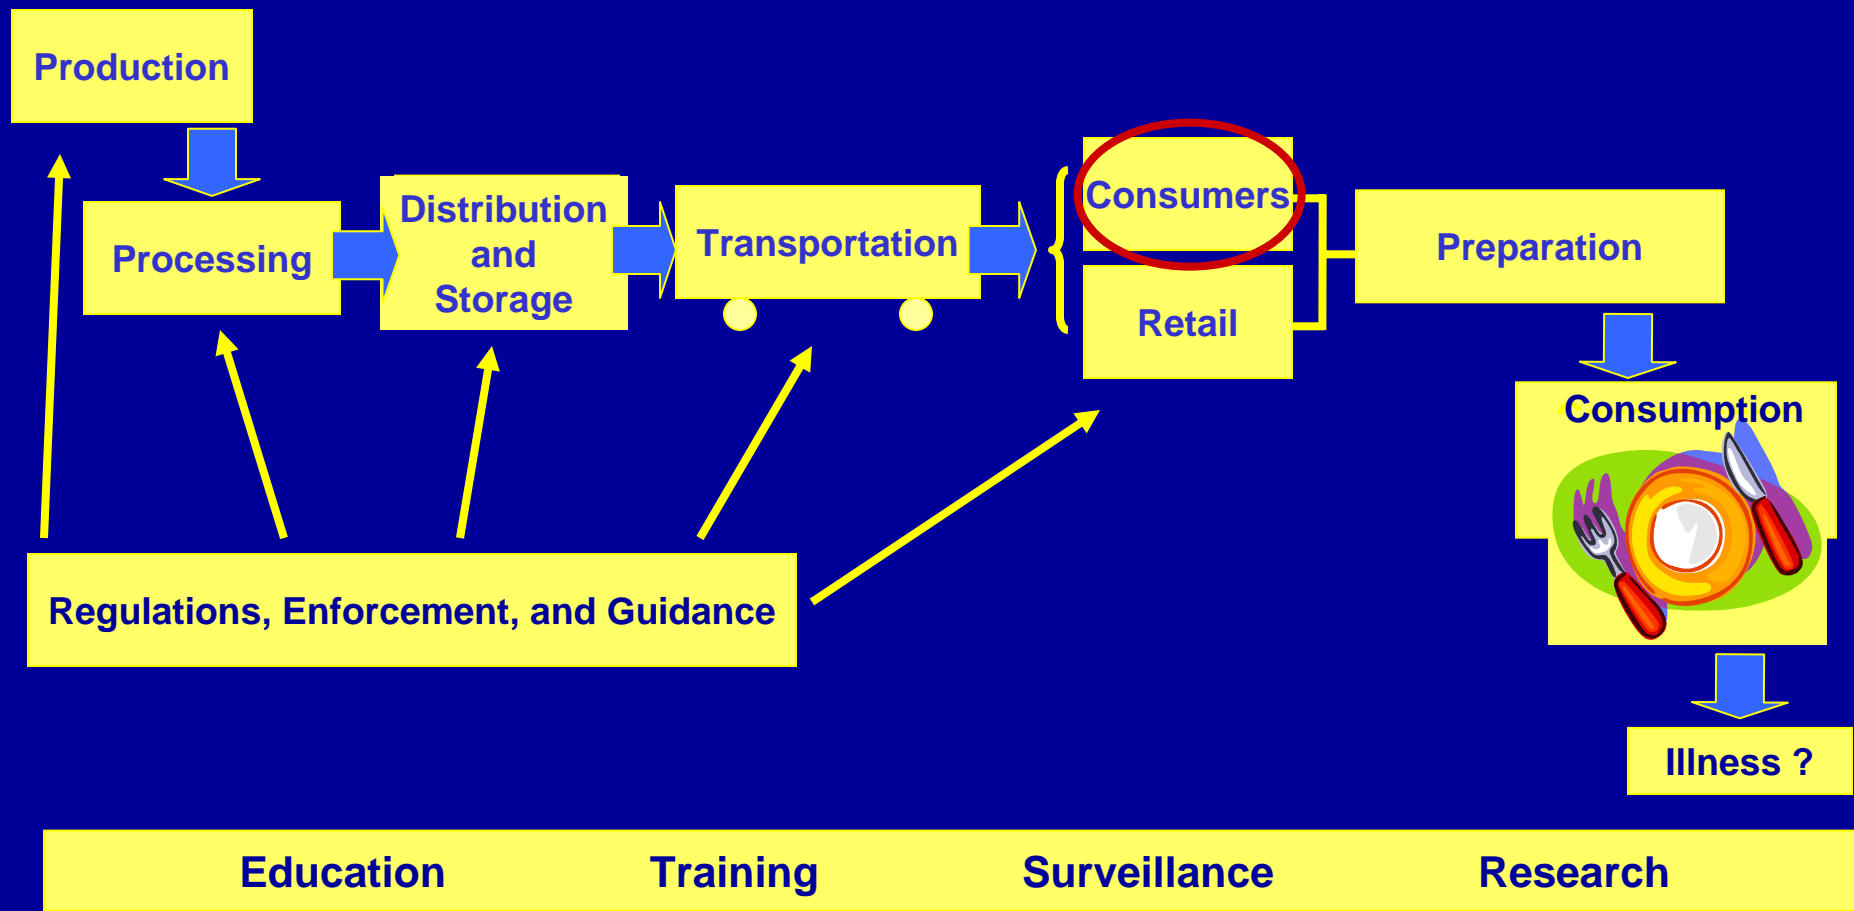 Production
Processing
Distribution
and
Storage
Transportation
Consumers
Retail
Preparation
Consumption
Regulations, Enforcement, and Guidance
Illness ?
Education Training Surveillance Research